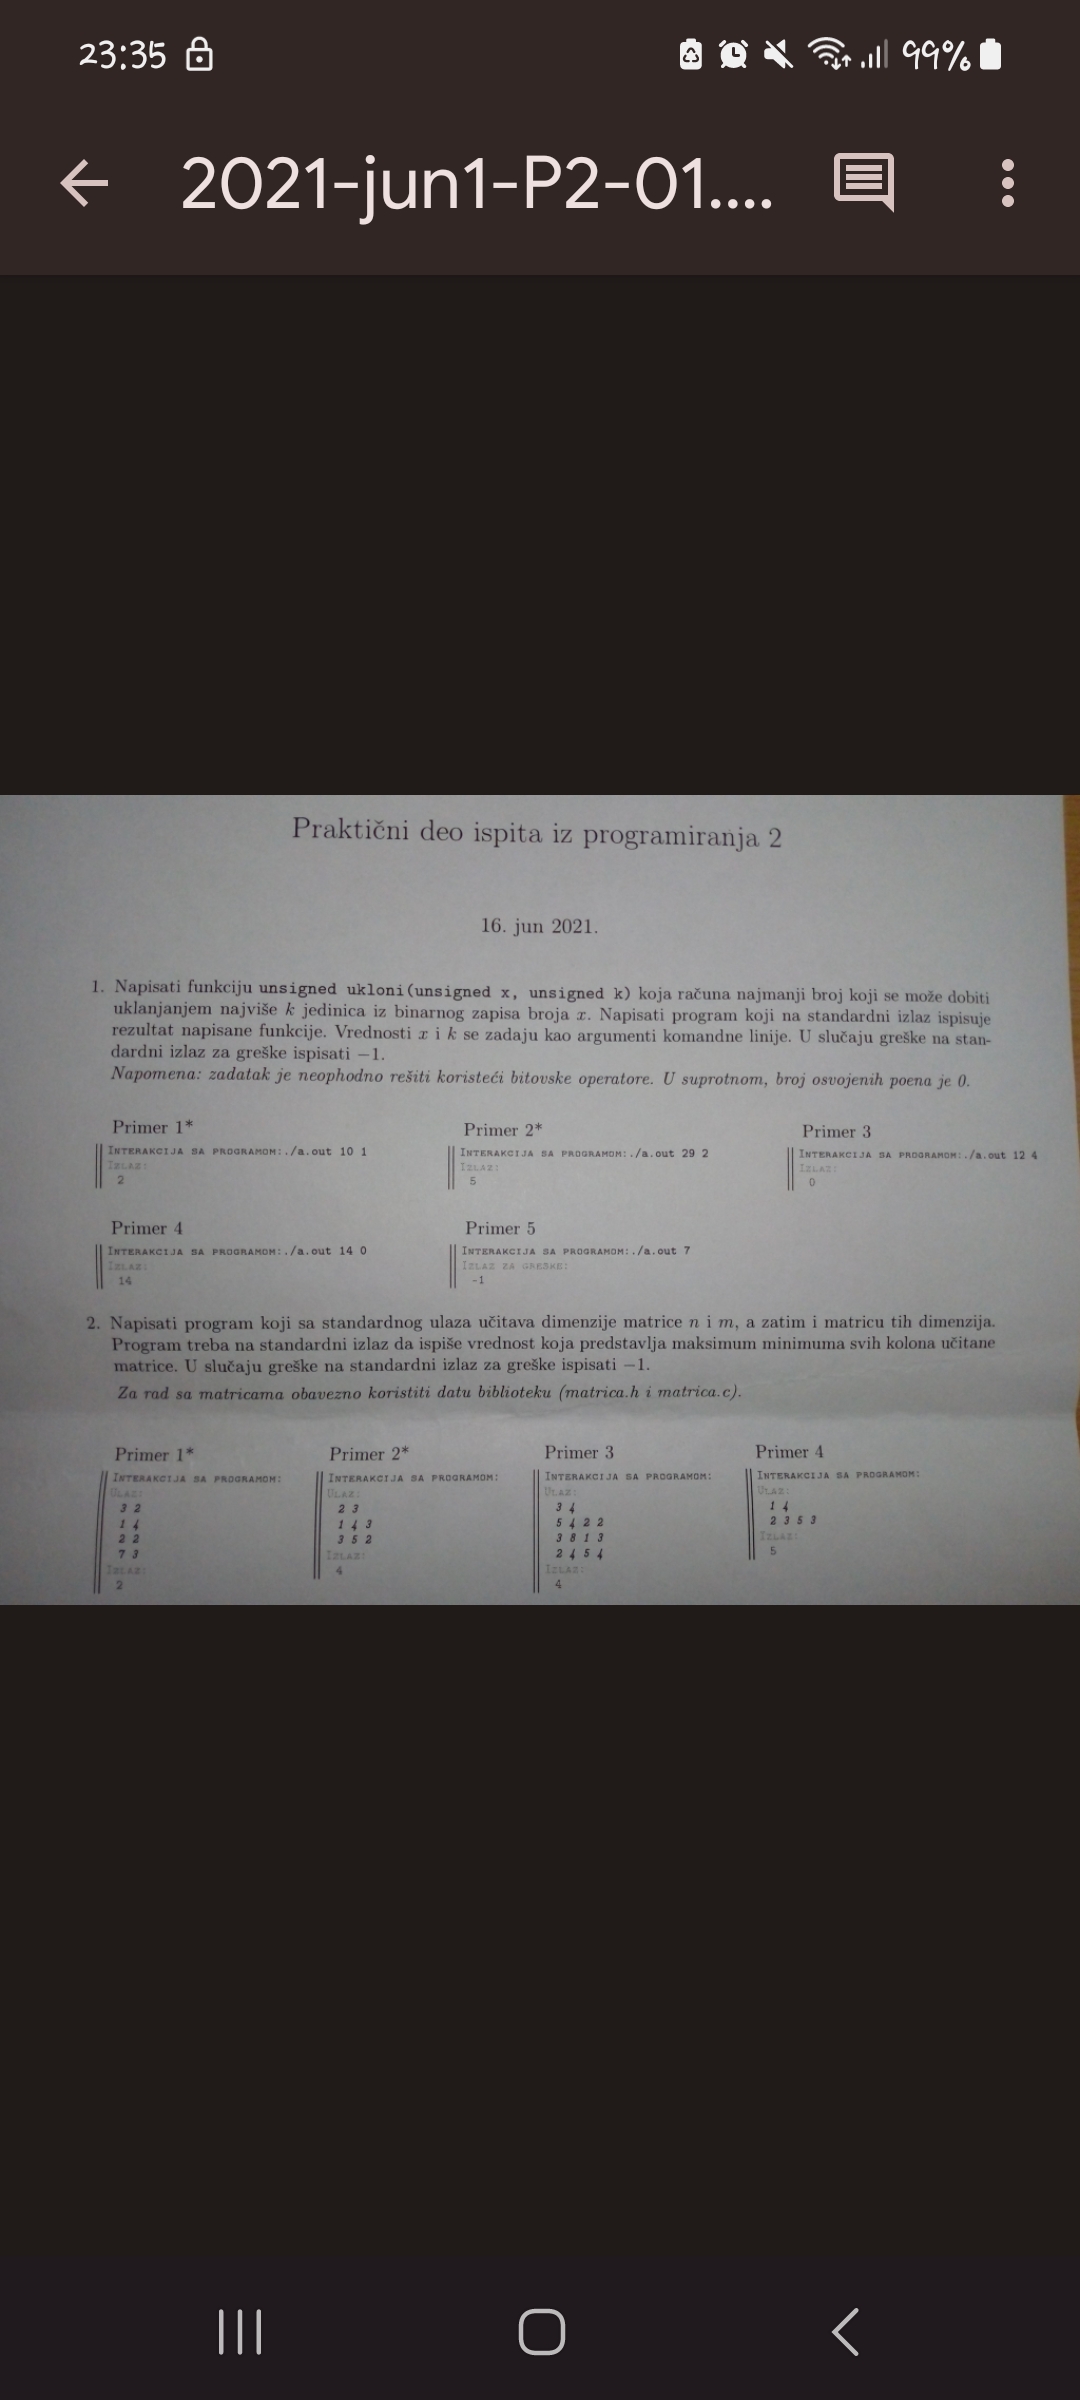 23:35
99%
2021-jun1-P2-01....
Praktični deo ispita iz programiranja 2
16. jun 2021.
1. Napisati funkciju unsigned ukloni(unsigned x, unsigned k) koja računa najmanji broj koji se može dobiti
uklanjanjem najviše k jedinica iz binarnog zapisa broja x. Napisati program koji na standardni izlaz ispisuje
rezultat napisane funkcije. Vrednosti x i k se zadaju kao argumenti komandne linije. U slučaju greške na stan-
dardni izlaz za greške ispisati −1.
Napomena: zadatak je neophodno rešiti koristeći bitovske operatore. U suprotnom, broj osvojenih poena je 0.
Primer 1*
INTERAKCIJA SA PROGRAMOM: ./a.out 10 1
IZLAZ:
2
Primer 2*
INTERAKCIJA SA PROGRAMOM: ./a.out 29 2
IZLAZ:
5
Primer 3
INTERAKCIJA SA PROGRAMOM: ./a.out 12 4
IZLAZ:
0
Primer 4
INTERAKCIJA SA PROGRAMOM: ./a.out 14 0
IZLAZ:
14
Primer 5
INTERAKCIJA SA PROGRAMOM: ./a.out 7
IZLAZ ZA GRESKE:
-1
2. Napisati program koji sa standardnog ulaza učitava dimenzije matrice n i m, a zatim i matricu tih dimenzija.
Program treba na standardni izlaz da ispiše vrednost koja predstavlja maksimum minimuma svih kolona učitane
matrice. U slučaju greške na standardni izlaz za greške ispisati −1.
Za rad sa matricama obavezno koristiti datu biblioteku (matrica.h i matrica.c).
Primer 1*
INTERAKCIJA SA PROGRAMOM:
ULAZ:
3 2
1 4
2 2
7 3
IZLAZ:
2
Primer 2*
INTERAKCIJA SA PROGRAMOM:
ULAZ:
2 3
1 4 3
3 5 2
IZLAZ:
4
Primer 3
INTERAKCIJA SA PROGRAMOM:
ULAZ:
3 4
5 4 2 2
3 8 1 3
2 4 5 4
IZLAZ:
4
Primer 4
INTERAKCIJA SA PROGRAMOM:
ULAZ:
1 4
2 3 5 3
IZLAZ:
5